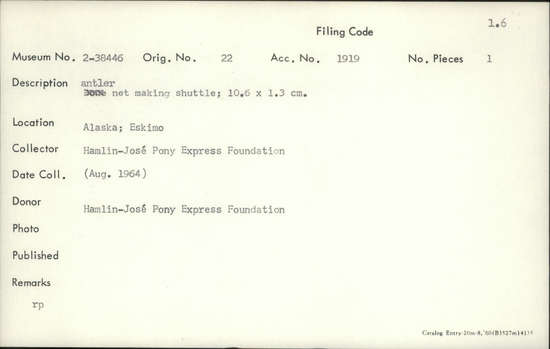 1.6
Filing Code
Museum No. 2-38446 Orig. No. 22 Acc. No. 1919 No. Pieces 1
Description antler
net making shuttle; 10.6 x 1.3 cm.
Location Alaska; Eskimo
Collector Hamlin-José Pony Express Foundation
Date Coll. (Aug. 1964)
Donor Hamlin-José Pony Express Foundation
Photo
Published
Remarks
rp
Catalog Entry